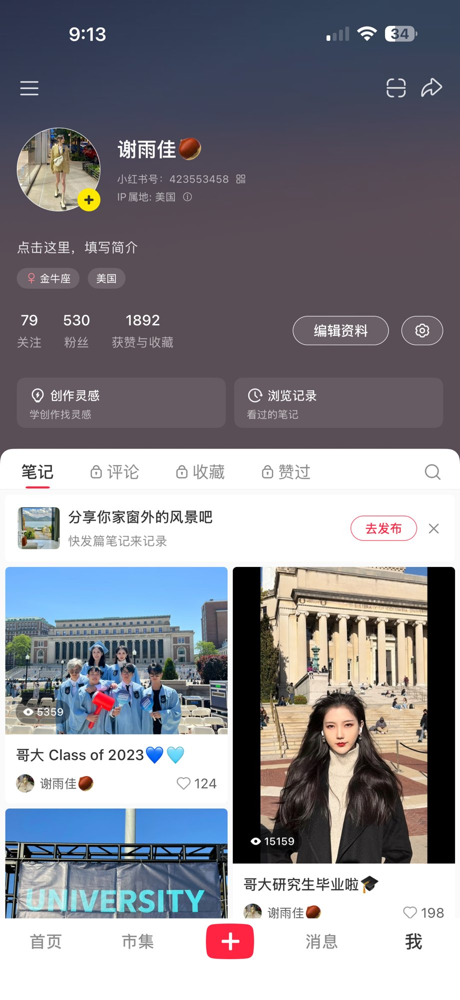 9:13
34
谢雨佳🌰
小红书号：423553458
IP属地: 美国
点击这里，填写简介
♀ 金牛座
美国
79 关注
530 粉丝
1892 获赞与收藏
编辑资料
创作灵感
学创作找灵感
浏览记录
看过的笔记
笔记
评论
收藏
赞过
分享你家窗外的风景吧
快发篇笔记来记录
去发布
5359
哥大 Class of 2023💙🩵
谢雨佳🌰
124
THE LIBRARY OF COLUMBIA UNIVERS
15159
哥大研究生毕业啦🎓
谢雨佳🌰
198
UNIVERSITY
首页
市集
消息
我